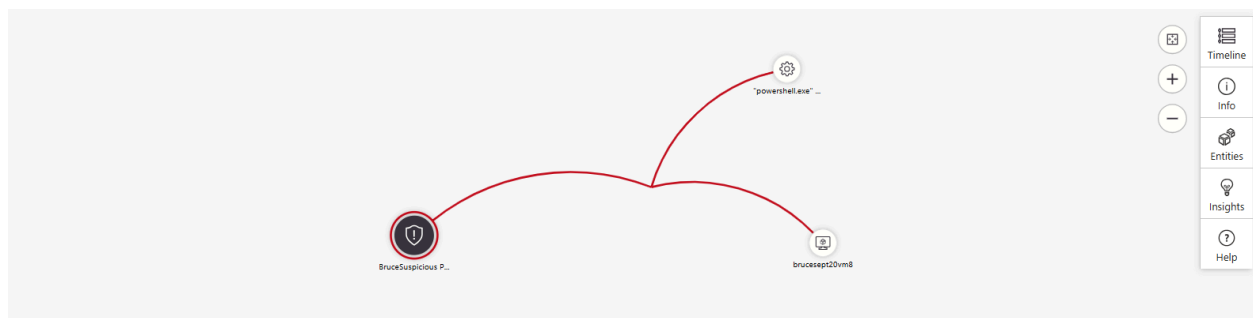 Timeline
"powershell.exe" ...
Info
Entities
Insights
BruceSuspicious P...
brucesept20vm8
Help